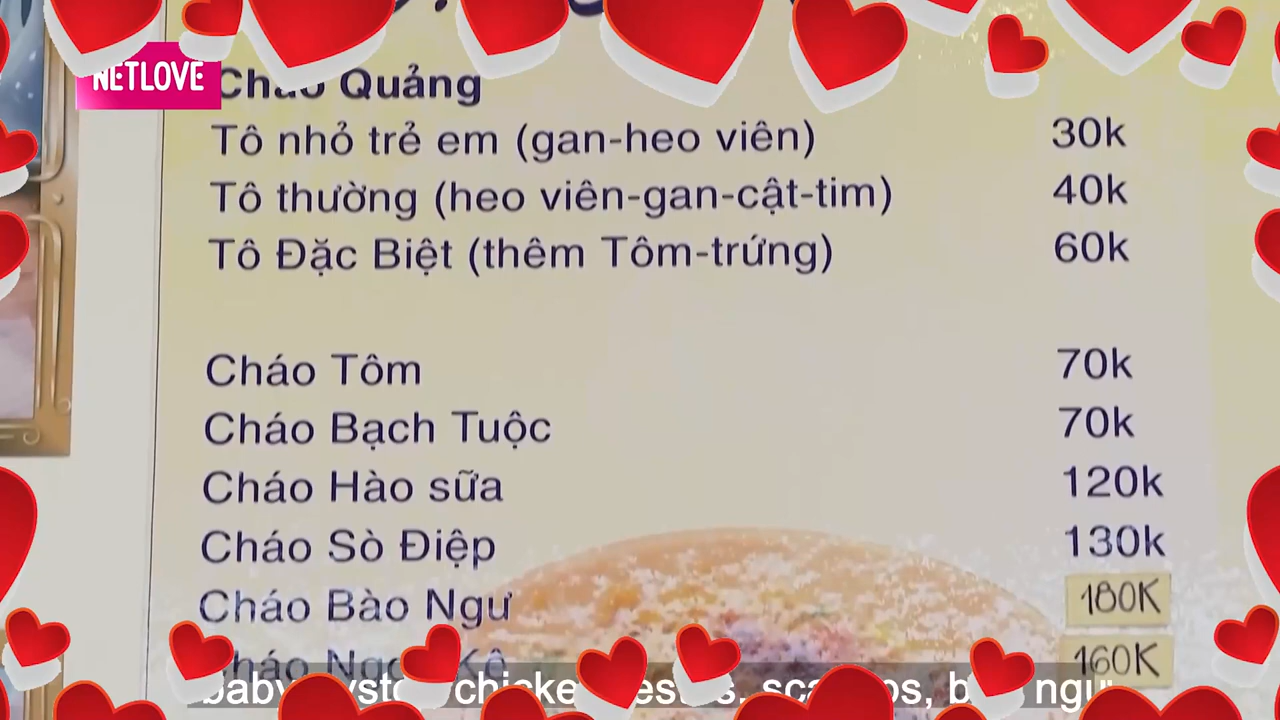 NETLOVE
Cháo Quảng
Tô nhỏ trẻ em (gan-heo viên) 30k
Tô thường (heo viên-gan-cật-tim) 40k
Tô Đặc Biệt (thêm Tôm-trứng) 60k
Cháo Tôm 70k
Cháo Bạch Tuộc 70k
Cháo Hào sữa 120k
Cháo Sò Điệp 130k
Cháo Bào Ngư 180K
160K
baby